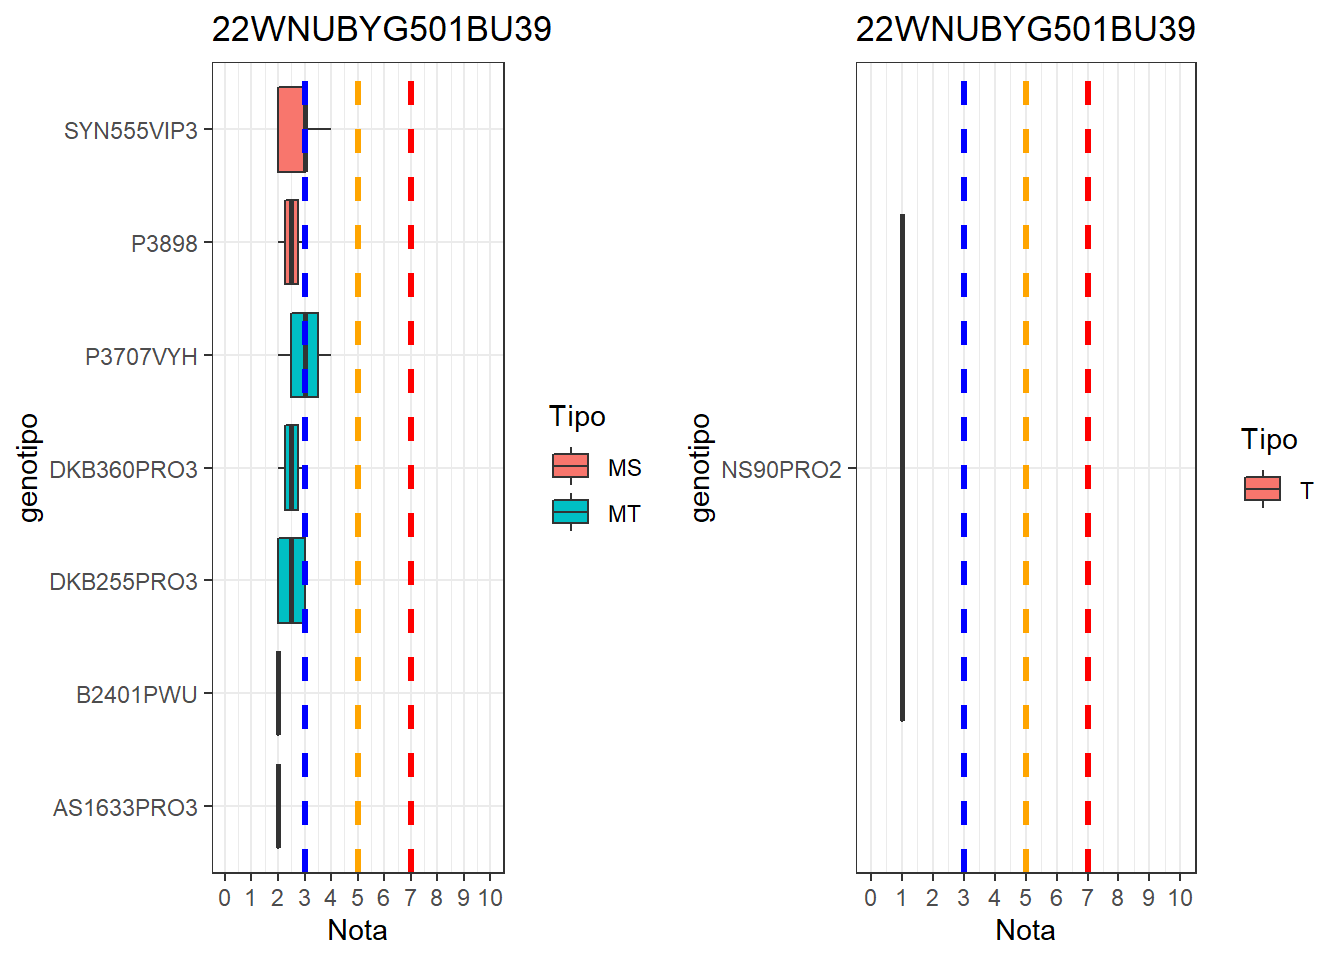 22WNUBYG501BU39
SYN555VIP3
P3898
P3707VYH
DKB360PRO3
DKB255PRO3
B2401PWU
AS1633PRO3
genotipo
0 1 2 3 4 5 6 7 8 9 10
Nota
Tipo
MS
MT
22WNUBYG501BU39
NS90PRO2
genotipo
0 1 2 3 4 5 6 7 8 9 10
Nota
Tipo
T